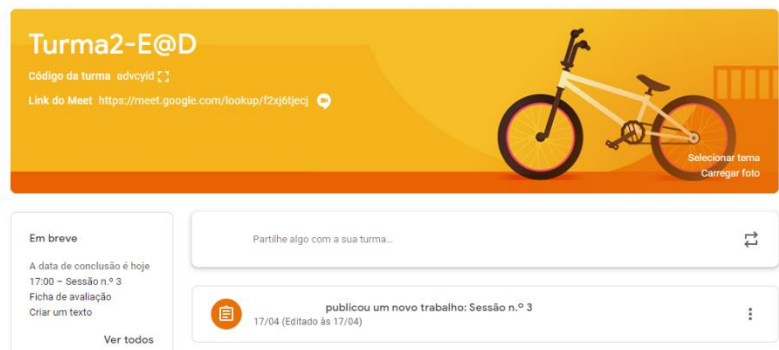 Turma2-E@D
Código da turma advcyid
Link do Meet https://meet.google.com/lookup/f2xj6tjecj
Selecionar tema
Carregar foto
Em breve
A data de conclusão é hoje
17:00 – Sessão n.º 3
Ficha de avaliação
Criar um texto
Ver todos
Partilhe algo com a sua turma...
publicou um novo trabalho: Sessão n.º 3
17/04 (Editado às 17/04)